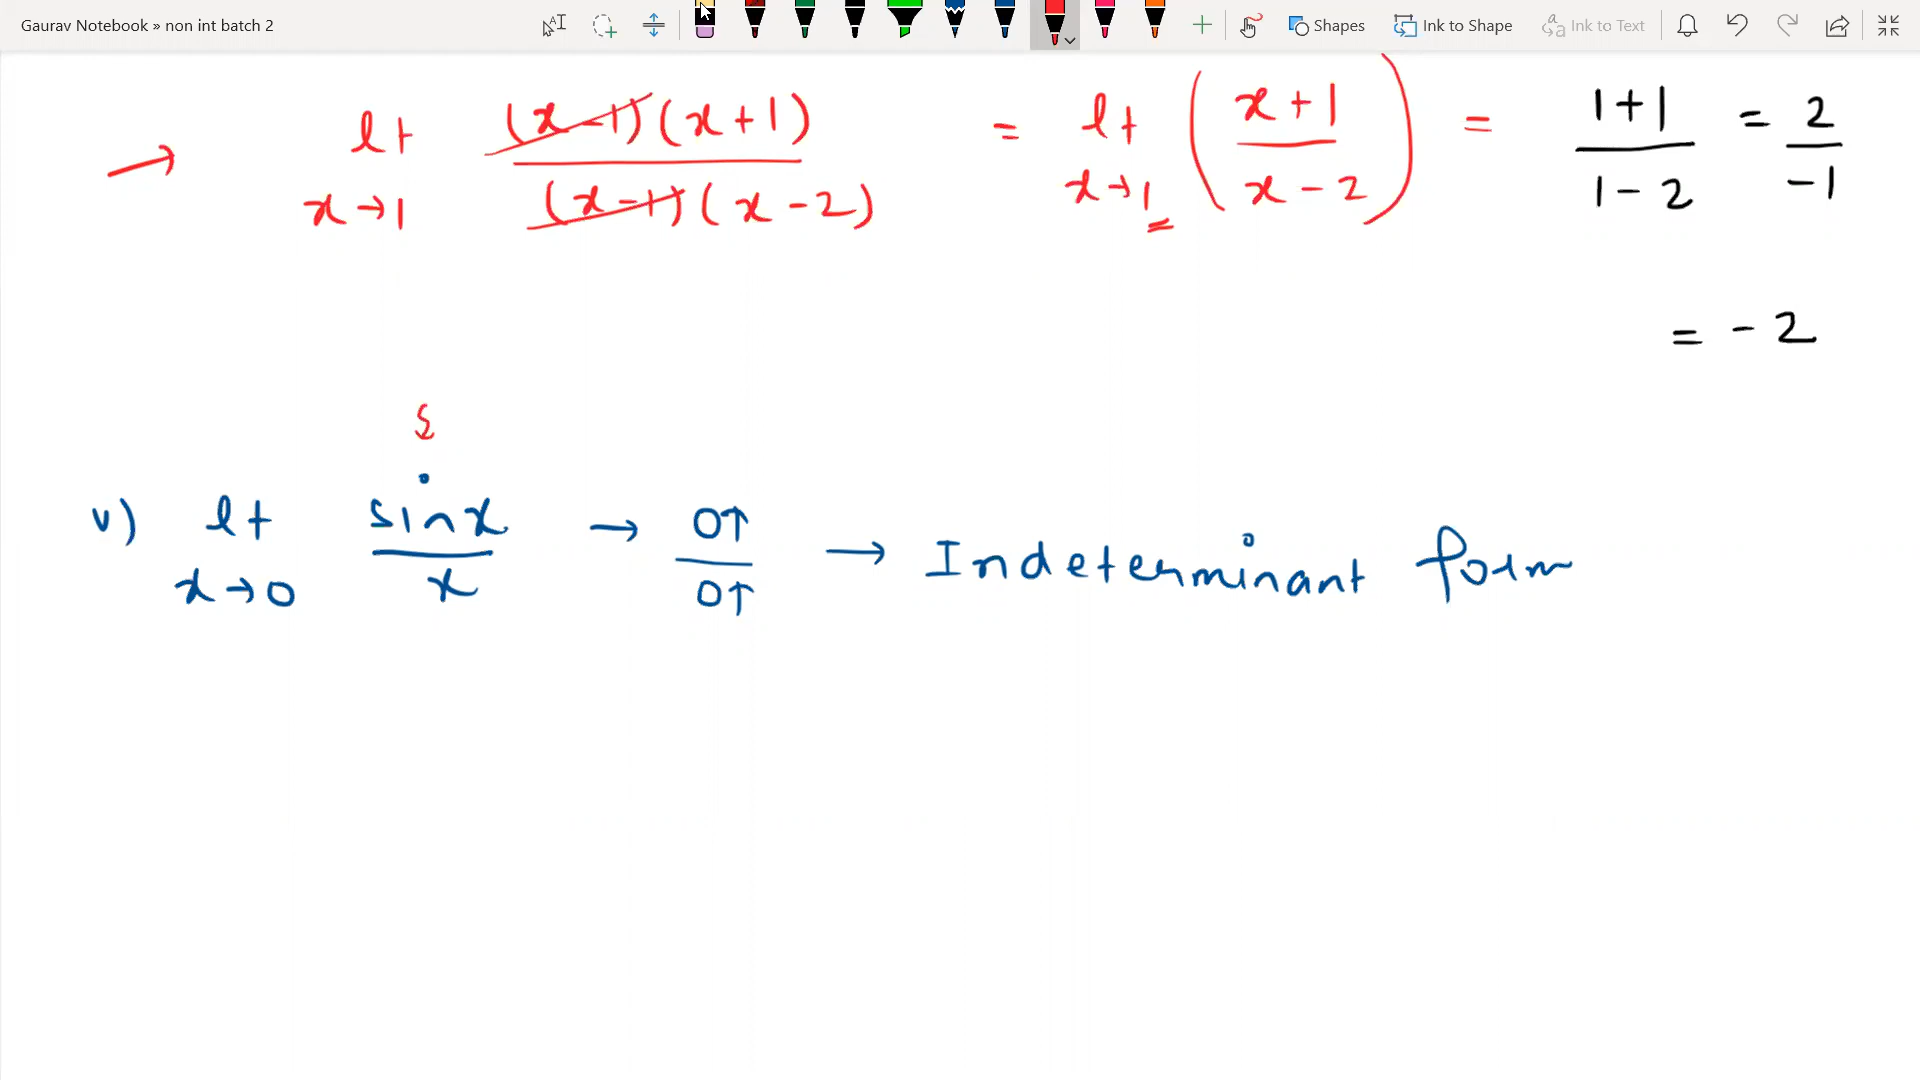 Gaurav Notebook » non int batch 2 Shapes Ink to Shape Ink to Text
→ lt x→1 (x-1)(x+1) / (x-1)(x-2) = lt x→1 (x+1 / x-2) = 1+1 / 1-2 = 2 / -1
= -2
v) lt x→0 sinx / x → 0↑ / 0↑ → Indeterminant form